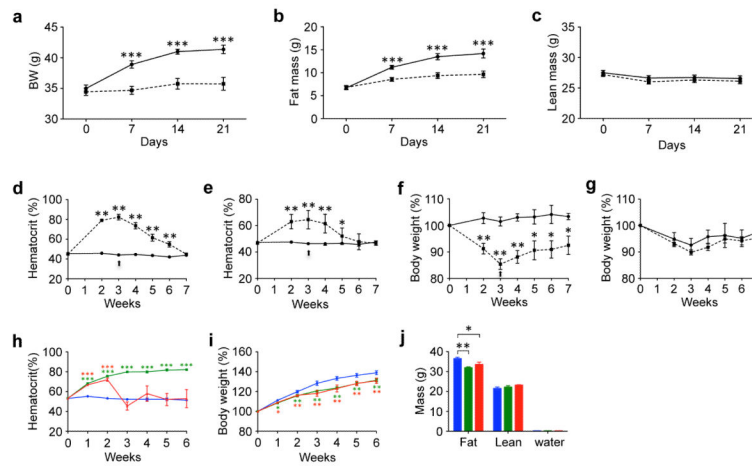 a
BW (g)
45
40
35
30
25
*** *** ***
0 7 14 21
Days
b
Fat mass (g)
20
15
10
5
0
*** *** ***
0 7 14 21
Days
c
Lean mass (g)
35
30
25
0 7 14 21
Days
d
Hematocrit (%)
100
80
60
40
20
** ** ** ** **
0 1 2 3 4 5 6 7
Weeks
e
Hematocrit (%)
80
60
40
20
** ** ** *
0 1 2 3 4 5 6 7
Weeks
f
Body weight (%)
110
100
90
80
** ** ** * * *
0 1 2 3 4 5 6 7
Weeks
g
Body weight (%)
110
100
90
80
0 1 2 3 4 5 6 7
Weeks
h
Hematocrit(%)
100
80
60
40
20
0
*** ***
*** *** *** *** *** ***
0 1 2 3 4 5 6
Weeks
i
Body weight (%)
160
140
120
100
80
* ** ** ** ** **
* ** ** ** ** **
0 1 2 3 4 5 6
Weeks
j
Mass (g)
40
30
20
10
0
*
**
Fat Lean water